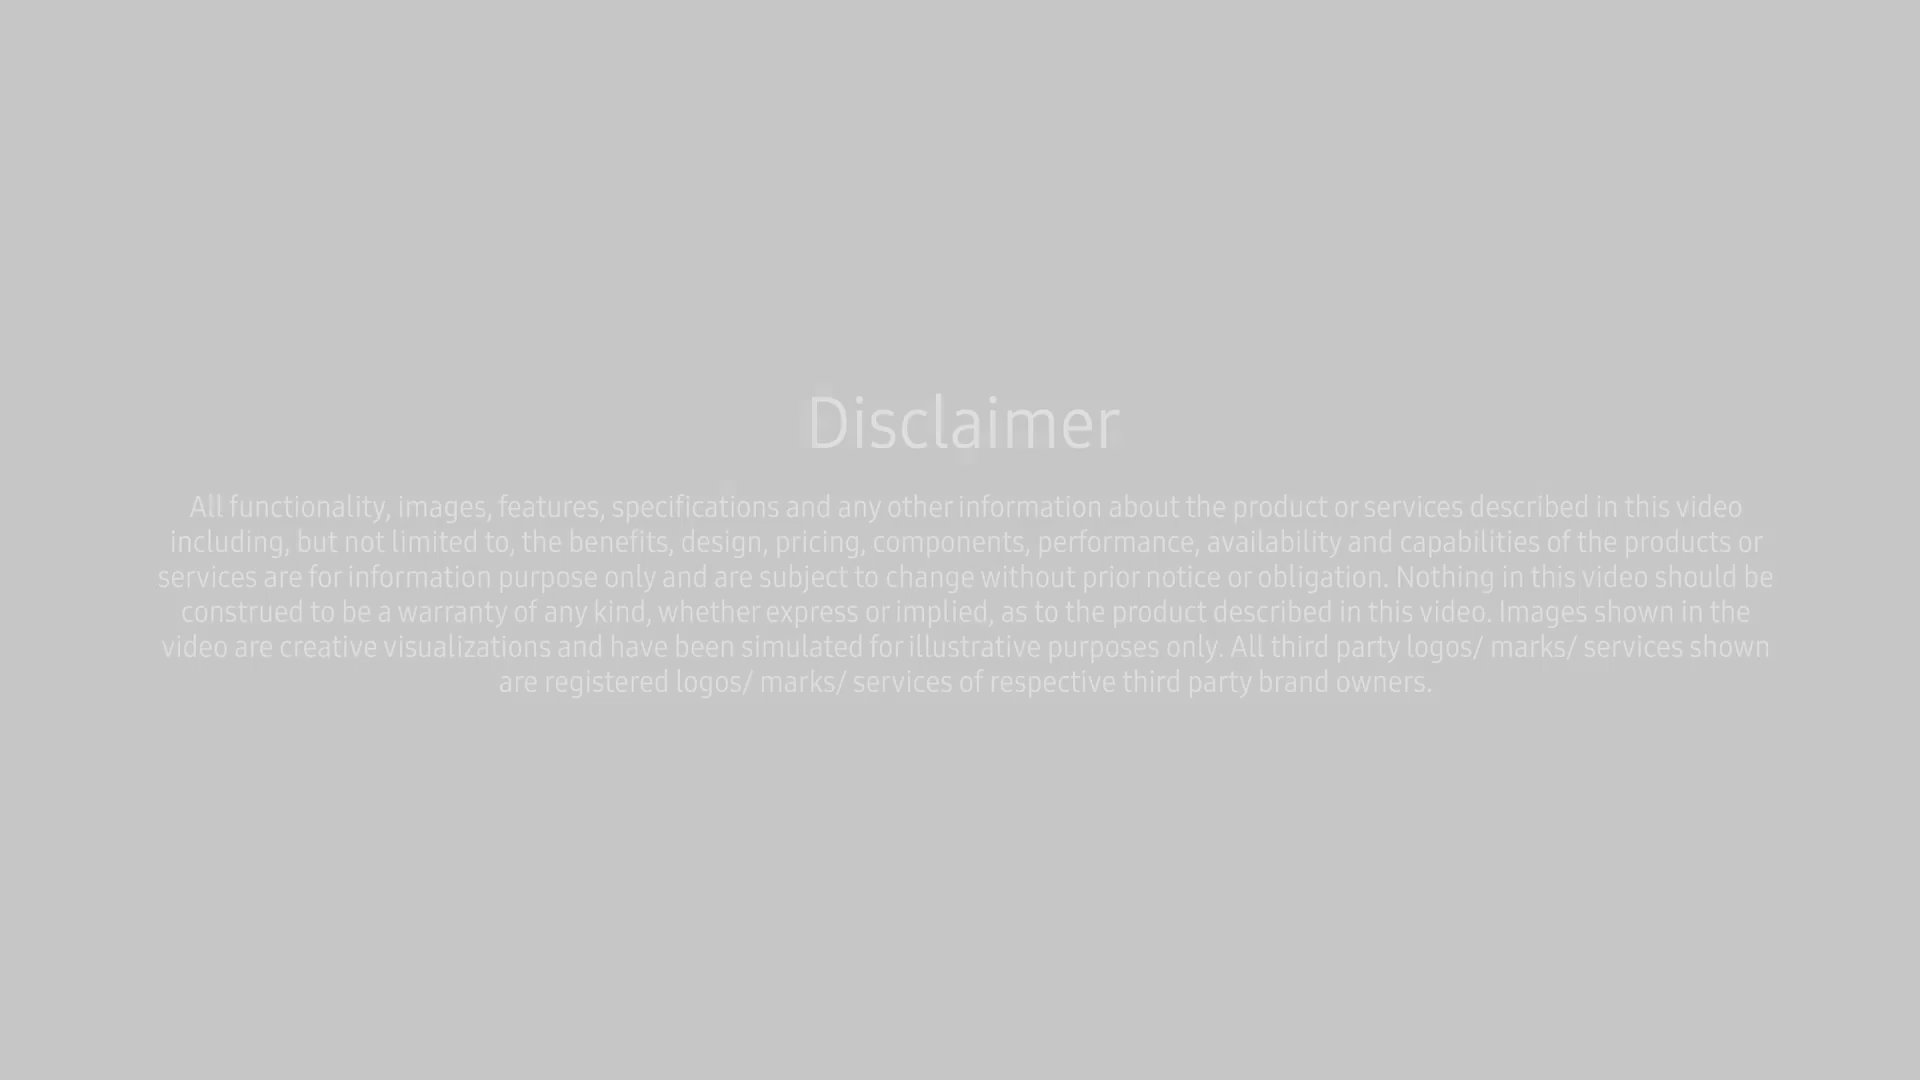 Disclaimer
All functionality, images, features, specifications and any other information about the product or services described in this video
including, but not limited to, the benefits, design, pricing, components, performance, availability and capabilities of the products or
services are for information purpose only and are subject to change without prior notice or obligation. Nothing in this video should be
construed to be a warranty of any kind, whether express or implied, as to the product described in this video. Images shown in the
video are creative visualizations and have been simulated for illustrative purposes only. All third party logos/ marks/ services shown
are registered logos/ marks/ services of respective third party brand owners.